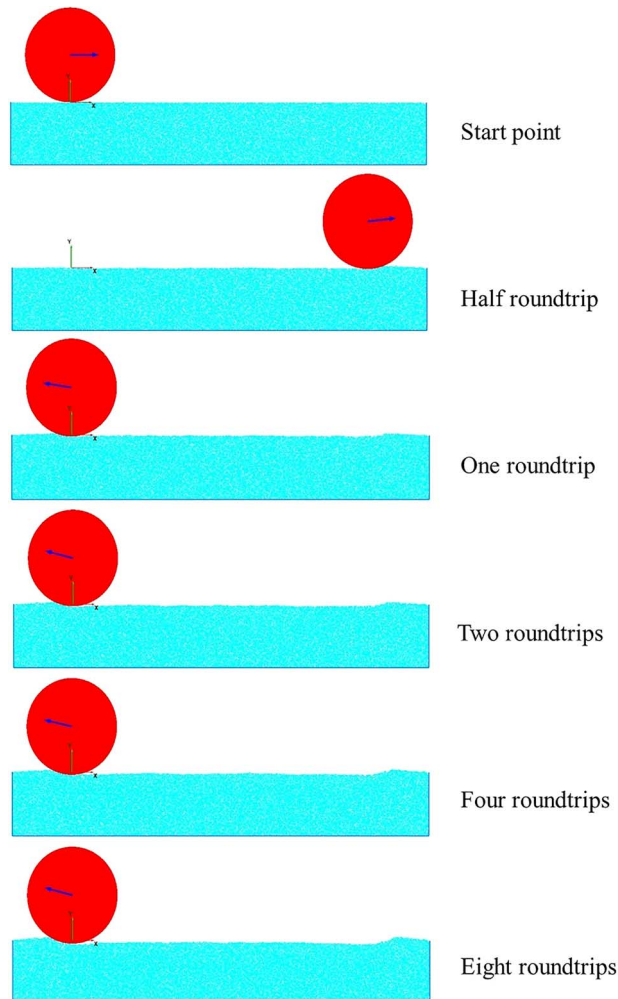 Y
X
Start point
Y
X
Half roundtrip
X
One roundtrip
X
Two roundtrips
X
Four roundtrips
X
Eight roundtrips